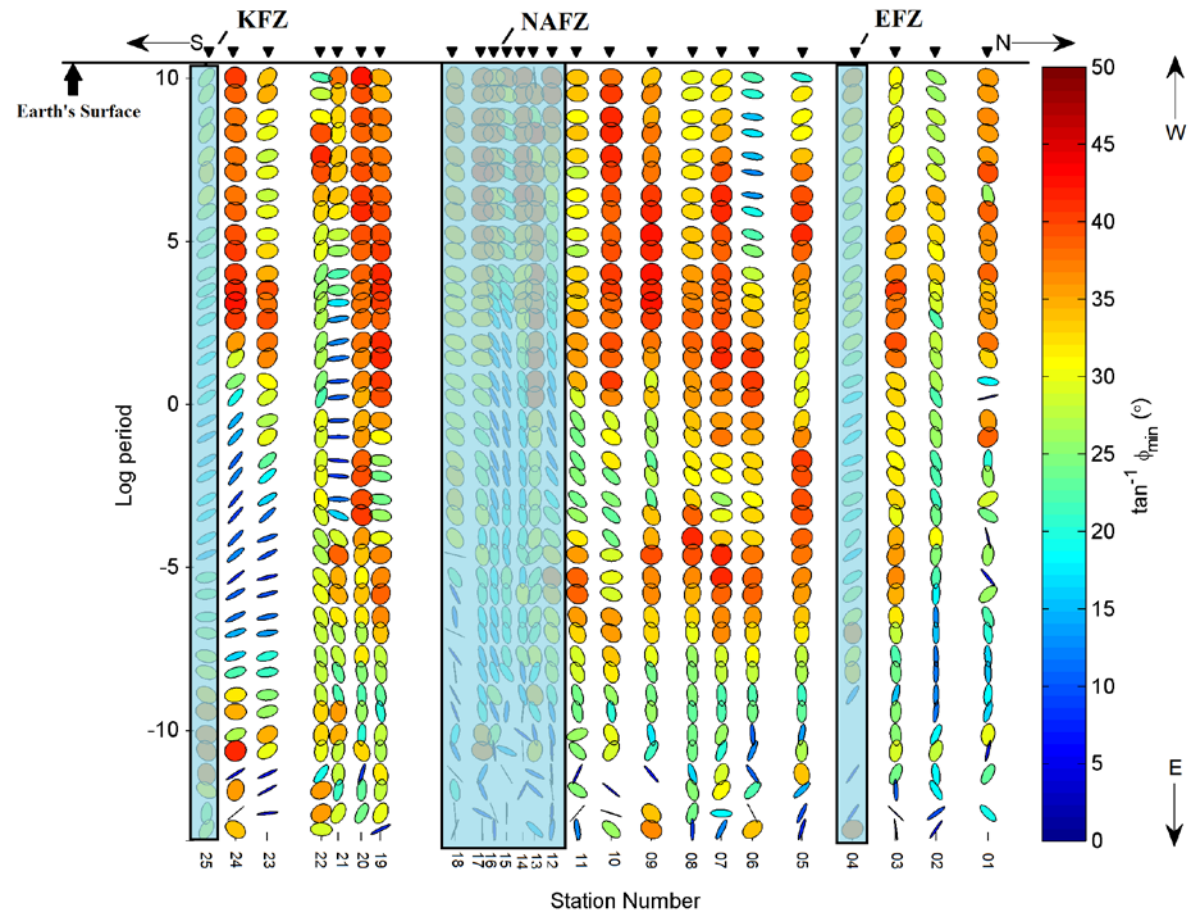 KFZ NAFZ EFZ
S N
Earth's Surface
10
5
0
-5
-10
Log period
25 24 23 22 21 20 19 18 17 16 15 14 13 12 11 10 09 08 07 06 05 04 03 02 01
Station Number
50
45
40
35
30
25
20
15
10
5
0
tan⁻¹ ϕmin (°)
W
E